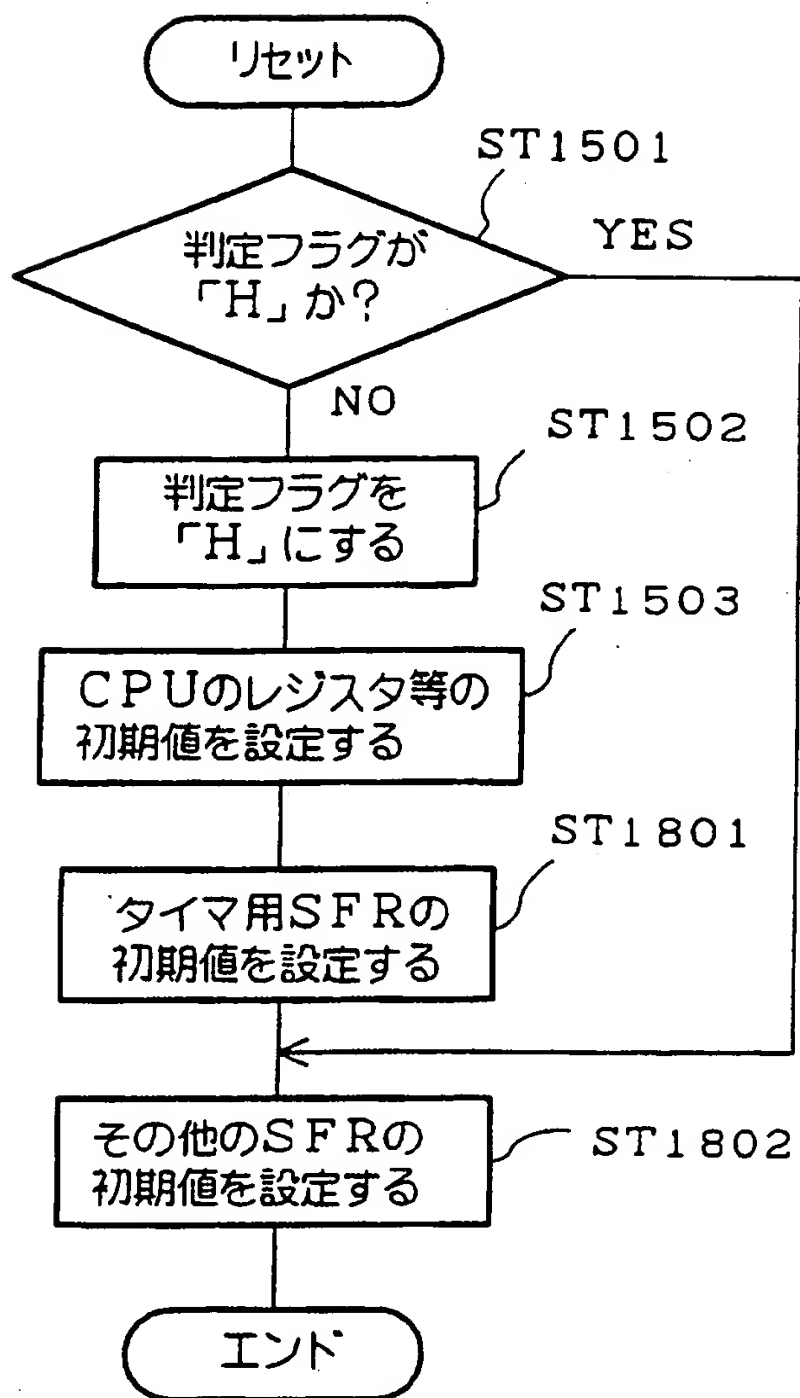 リセット
ST1501
判定フラグが
「H」か?
YES
NO
ST1502
判定フラグを
「H」にする
ST1503
CPUのレジスタ等の
初期値を設定する
ST1801
タイマ用SFRの
初期値を設定する
その他のSFRの
初期値を設定する
ST1802
エンド